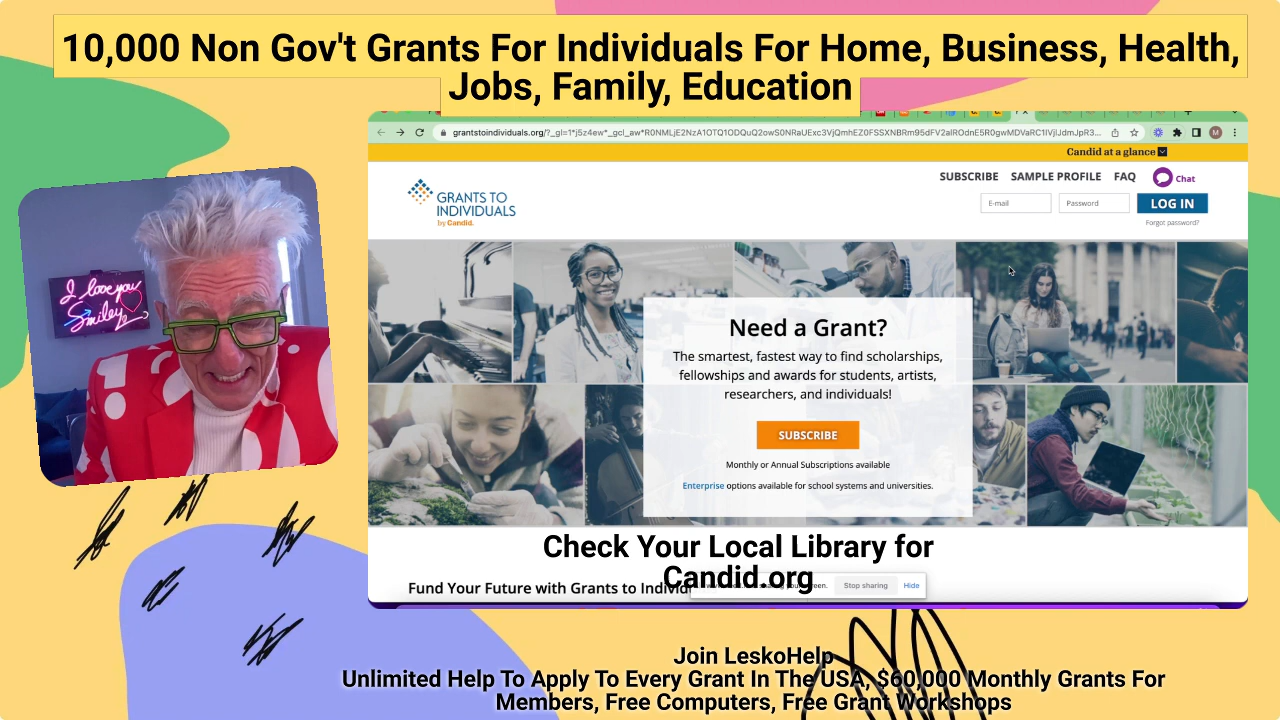 10,000 Non Gov't Grants For Individuals For Home, Business, Health,
Jobs, Family, Education
Candid at a glance
SUBSCRIBE SAMPLE PROFILE FAQ Chat
GRANTS TO
INDIVIDUALS
by Candid.
E-mail Password LOG IN
Forgot password?
I love you
Smiley
Need a Grant?
The smartest, fastest way to find scholarships,
fellowships and awards for students, artists,
researchers, and individuals!
SUBSCRIBE
Monthly or Annual Subscriptions available
Enterprise options available for school systems and universities.
Check Your Local Library for
Candid.org
Fund Your Future with Grants to
Stop sharing Hide
Join LeskoHelp
Unlimited Help To Apply To Every Grant In The USA, $60,000 Monthly Grants For
Members, Free Computers, Free Grant Workshops